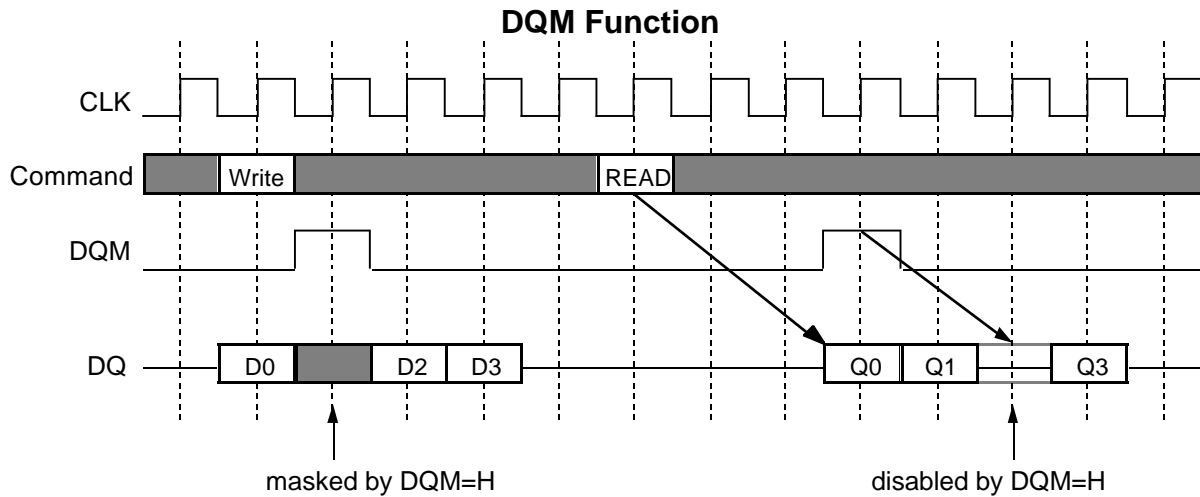 DQM Function
CLK
Command Write READ
DQM
DQ D0 D2 D3 Q0 Q1 Q3
masked by DQM=H disabled by DQM=H